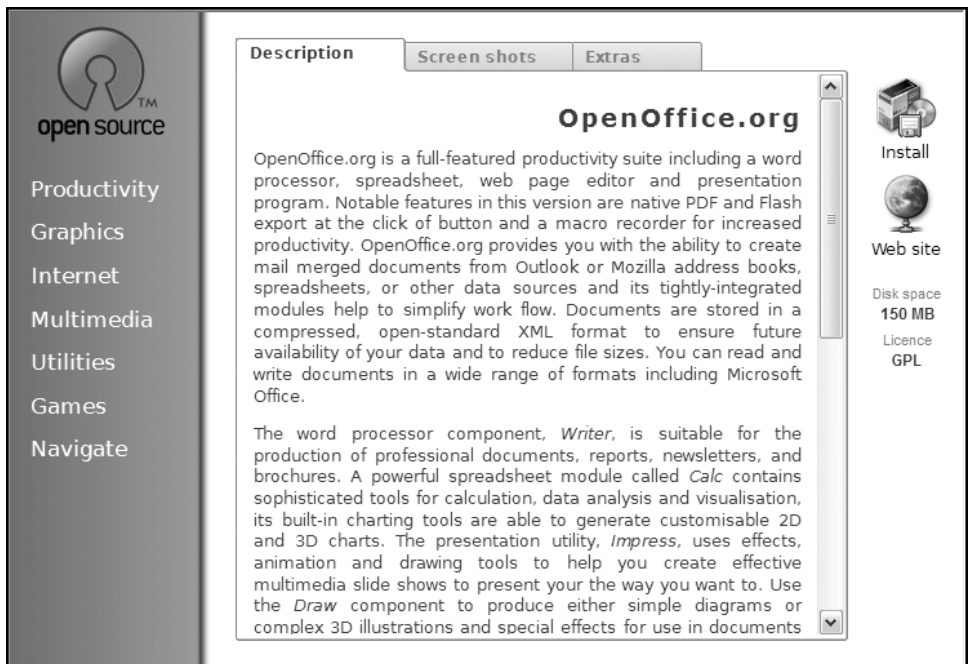 TM
open source
Productivity
Graphics
Internet
Multimedia
Utilities
Games
Navigate
Description
Screen shots
Extras
OpenOffice.org
OpenOffice.org is a full-featured productivity suite including a word
processor, spreadsheet, web page editor and presentation
program. Notable features in this version are native PDF and Flash
export at the click of button and a macro recorder for increased
productivity. OpenOffice.org provides you with the ability to create
mail merged documents from Outlook or Mozilla address books,
spreadsheets, or other data sources and its tightly-integrated
modules help to simplify work flow. Documents are stored in a
compressed, open-standard XML format to ensure future
availability of your data and to reduce file sizes. You can read and
write documents in a wide range of formats including Microsoft
Office.
The word processor component, Writer, is suitable for the
production of professional documents, reports, newsletters, and
brochures. A powerful spreadsheet module called Calc contains
sophisticated tools for calculation, data analysis and visualisation,
its built-in charting tools are able to generate customisable 2D
and 3D charts. The presentation utility, Impress, uses effects,
animation and drawing tools to help you create effective
multimedia slide shows to present your the way you want to. Use
the Draw component to produce either simple diagrams or
complex 3D illustrations and special effects for use in documents
Install
Web site
Disk space
150 MB
Licence
GPL